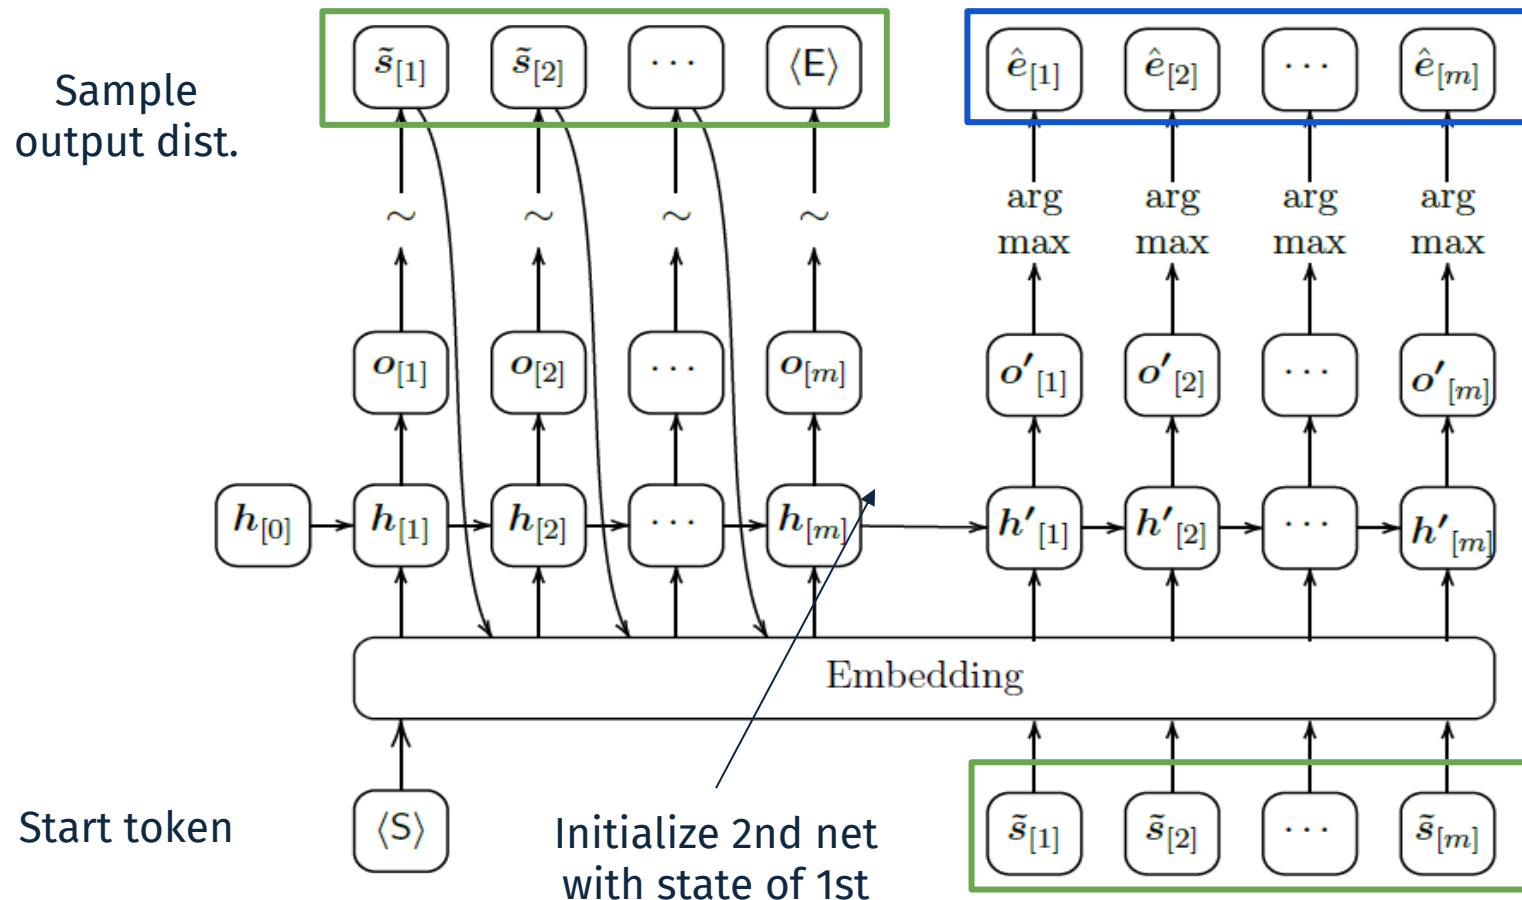 Sample
output dist.
s̃[1] s̃[2] ··· ⟨E⟩ ê[1] ê[2] ··· ê[m]
∼ ∼ ∼ ∼ arg arg arg arg
max max max max
o[1] o[2] ··· o[m] o′[1] o′[2] ··· o′[m]
h[0] h[1] h[2] ··· h[m] h′[1] h′[2] ··· h′[m]
Embedding
Start token
⟨S⟩
Initialize 2nd net
with state of 1st
s̃[1] s̃[2] ··· s̃[m]